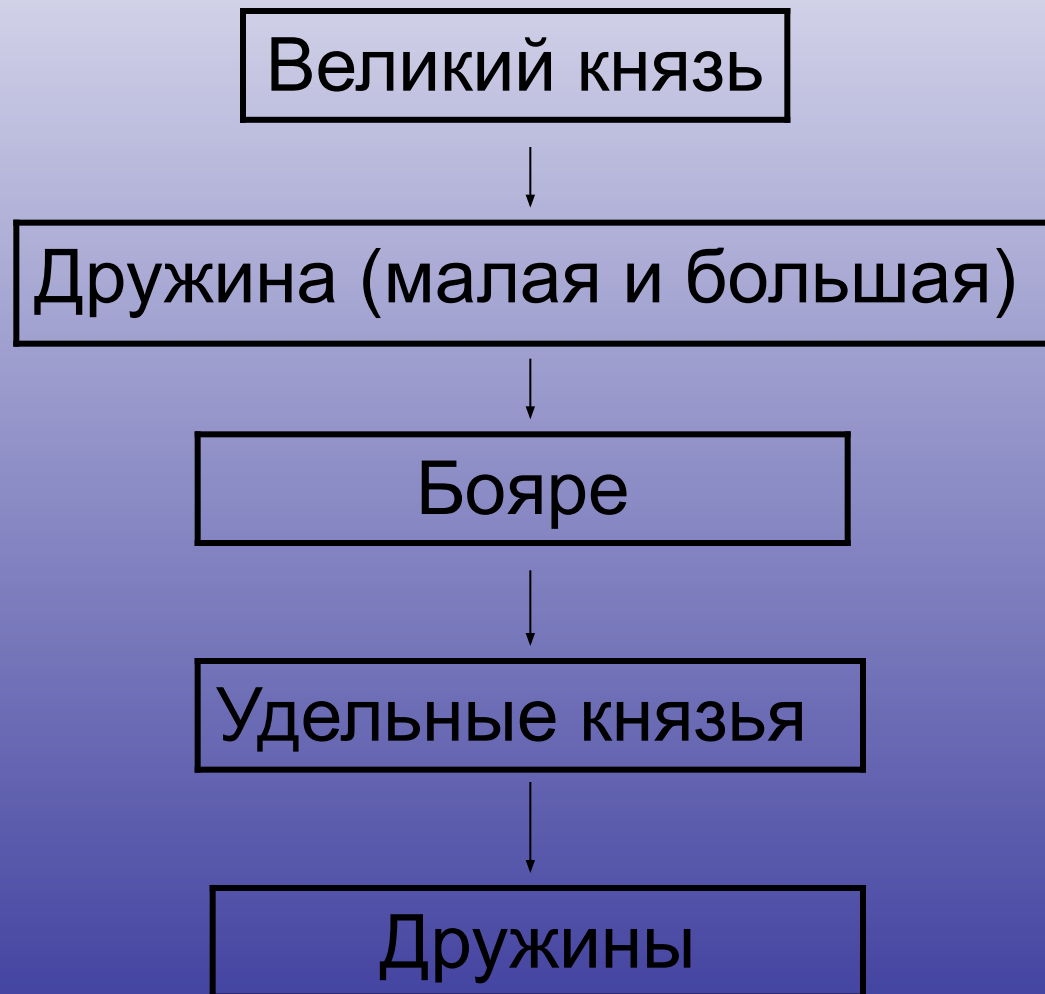 Великий князь
Дружина (малая и большая)
Бояре
Удельные князья
Дружины